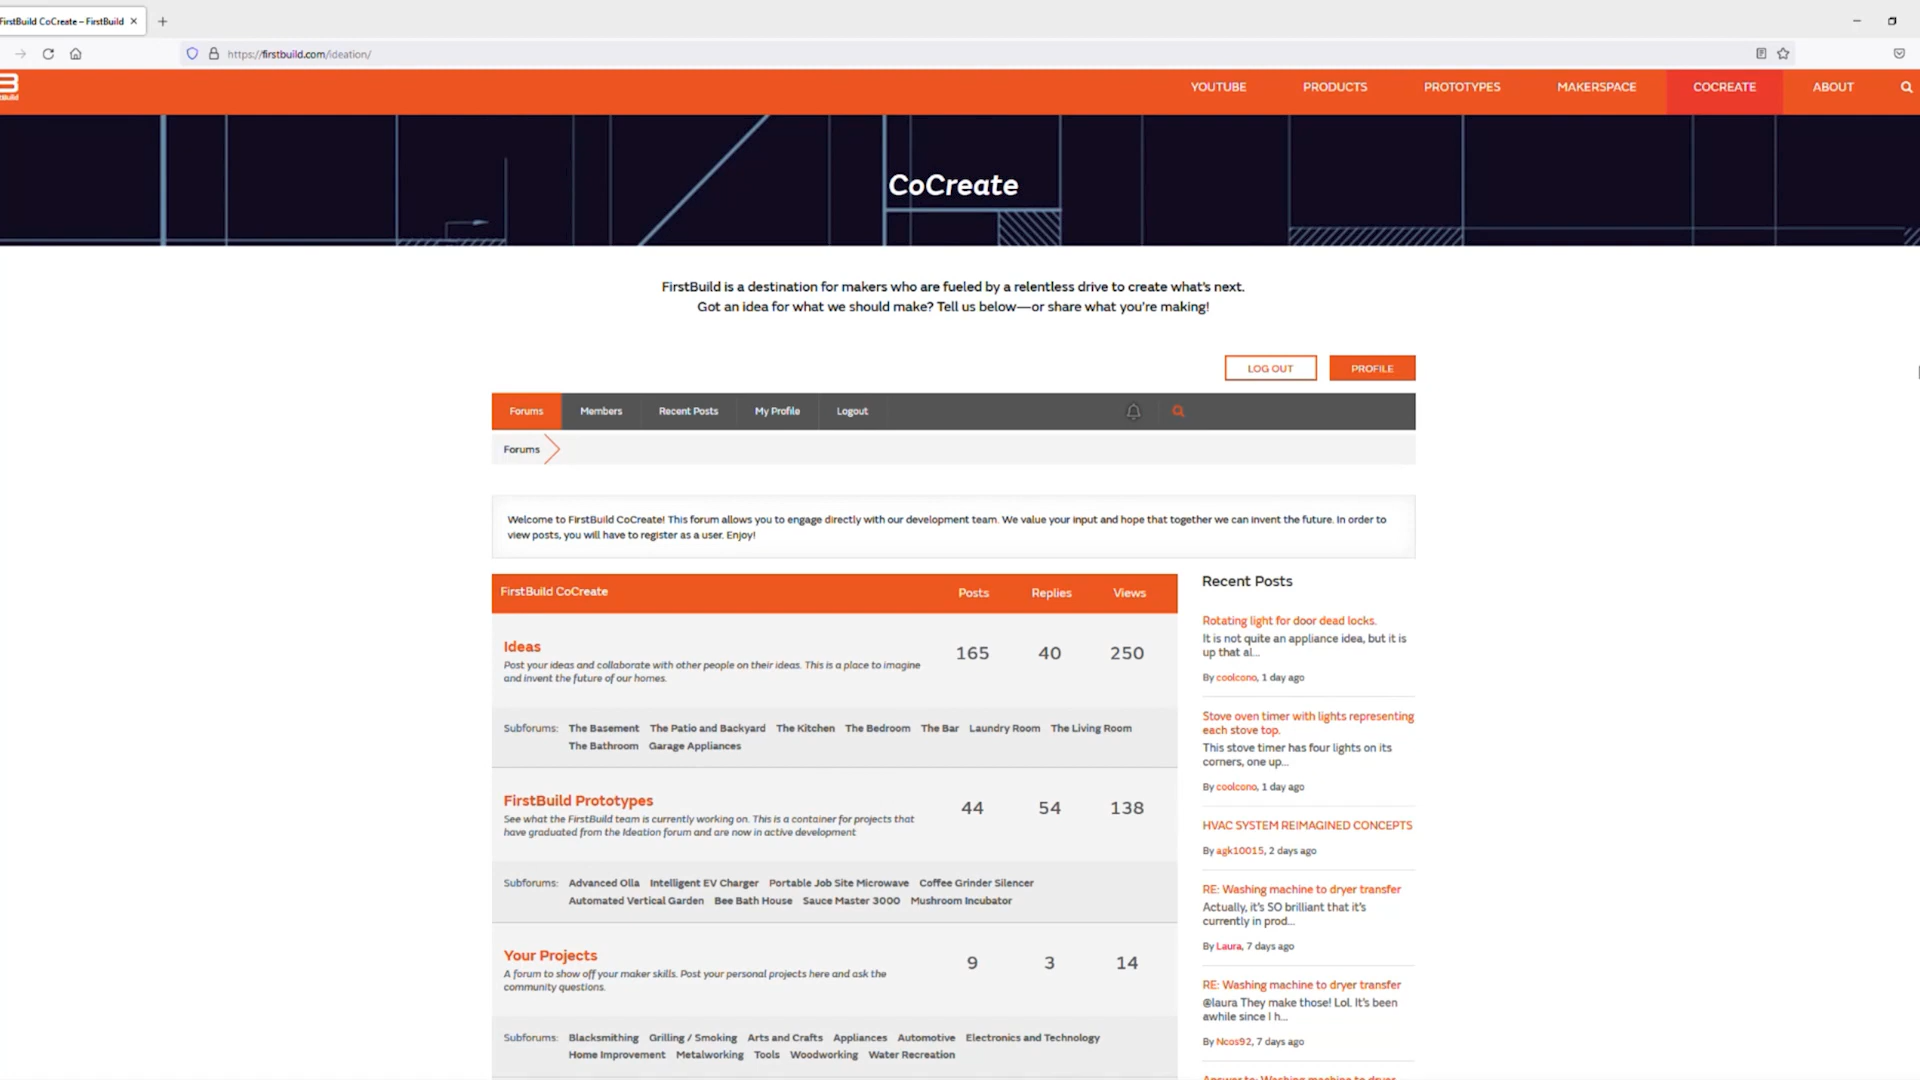 FirstBuild CoCreate – FirstBuild
https://firstbuild.com/ideation/
YOUTUBE PRODUCTS PROTOTYPES MAKERSPACE COCREATE ABOUT
CoCreate
FirstBuild is a destination for makers who are fueled by a relentless drive to create what's next.
Got an idea for what we should make? Tell us below—or share what you're making!
LOG OUT PROFILE
Forums Members Recent Posts My Profile Logout
Forums
Welcome to FirstBuild CoCreate! This forum allows you to engage directly with our development team. We value your input and hope that together we can invent the future. In order to
view posts, you will have to register as a user. Enjoy!
FirstBuild CoCreate Posts Replies Views
Ideas 165 40 250
Post your ideas and collaborate with other people on their ideas. This is a place to imagine
and invent the future of our homes.
Subforums: The Basement The Patio and Backyard The Kitchen The Bedroom The Bar Laundry Room The Living Room
The Bathroom Garage Appliances
FirstBuild Prototypes 44 54 138
See what the FirstBuild team is currently working on. This is a container for projects that
have graduated from the Ideation forum and are now in active development
Subforums: Advanced Olla Intelligent EV Charger Portable Job Site Microwave Coffee Grinder Silencer
Automated Vertical Garden Bee Bath House Sauce Master 3000 Mushroom Incubator
Your Projects 9 3 14
A forum to show off your maker skills. Post your personal projects here and ask the
community questions.
Subforums: Blacksmithing Grilling / Smoking Arts and Crafts Appliances Automotive Electronics and Technology
Home Improvement Metalworking Tools Woodworking Water Recreation
Recent Posts
Rotating light for door dead locks.
It is not quite an appliance idea, but it is
up that al...
By coolcono, 1 day ago
Stove oven timer with lights representing
each stove top.
This stove timer has four lights on its
corners, one up...
By coolcono, 1 day ago
HVAC SYSTEM REIMAGINED CONCEPTS
By agk10015, 2 days ago
RE: Washing machine to dryer transfer
Actually, it's SO brilliant that it's
currently in prod...
By Laura, 7 days ago
RE: Washing machine to dryer transfer
@laura They make those! Lol. It's been
awhile since I h...
By Ncos92, 7 days ago